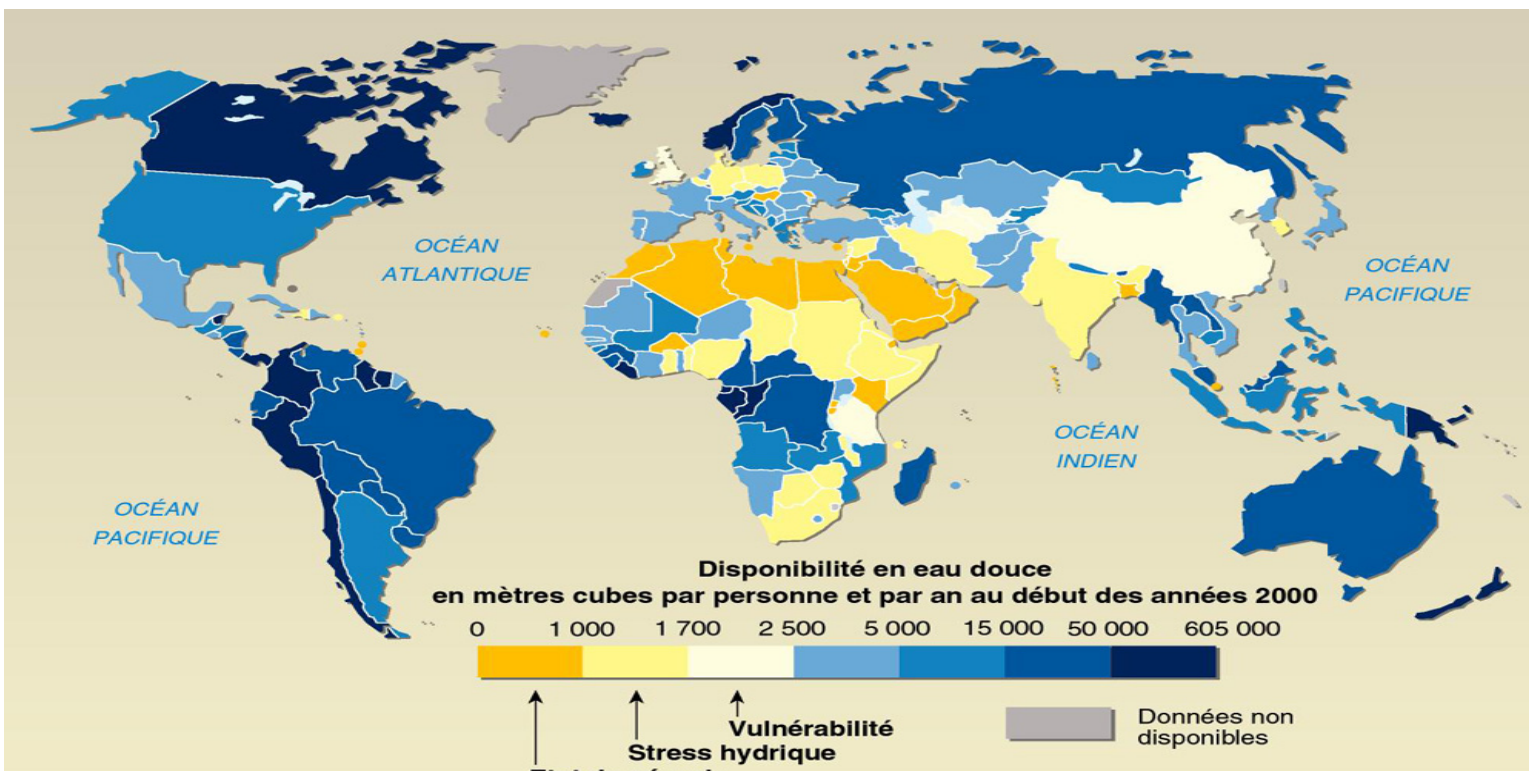 OCÉAN
ATLANTIQUE
OCÉAN
PACIFIQUE
OCÉAN
INDIEN
OCÉAN
PACIFIQUE
Disponibilité en eau douce
en mètres cubes par personne et par an au début des années 2000
0 1 000 1 700 2 500 5 000 15 000 50 000 605 000
Vulnérabilité
Stress hydrique
Données non
disponibles